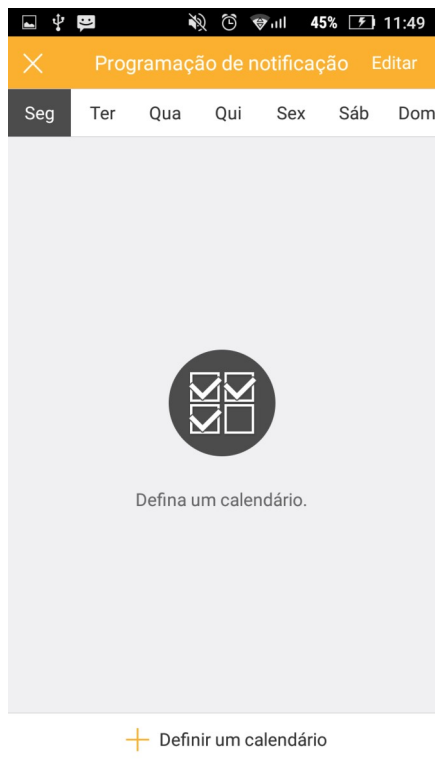 45% 11:49
Programação de notificação Editar
Seg Ter Qua Qui Sex Sáb Dom
Defina um calendário.
Definir um calendário